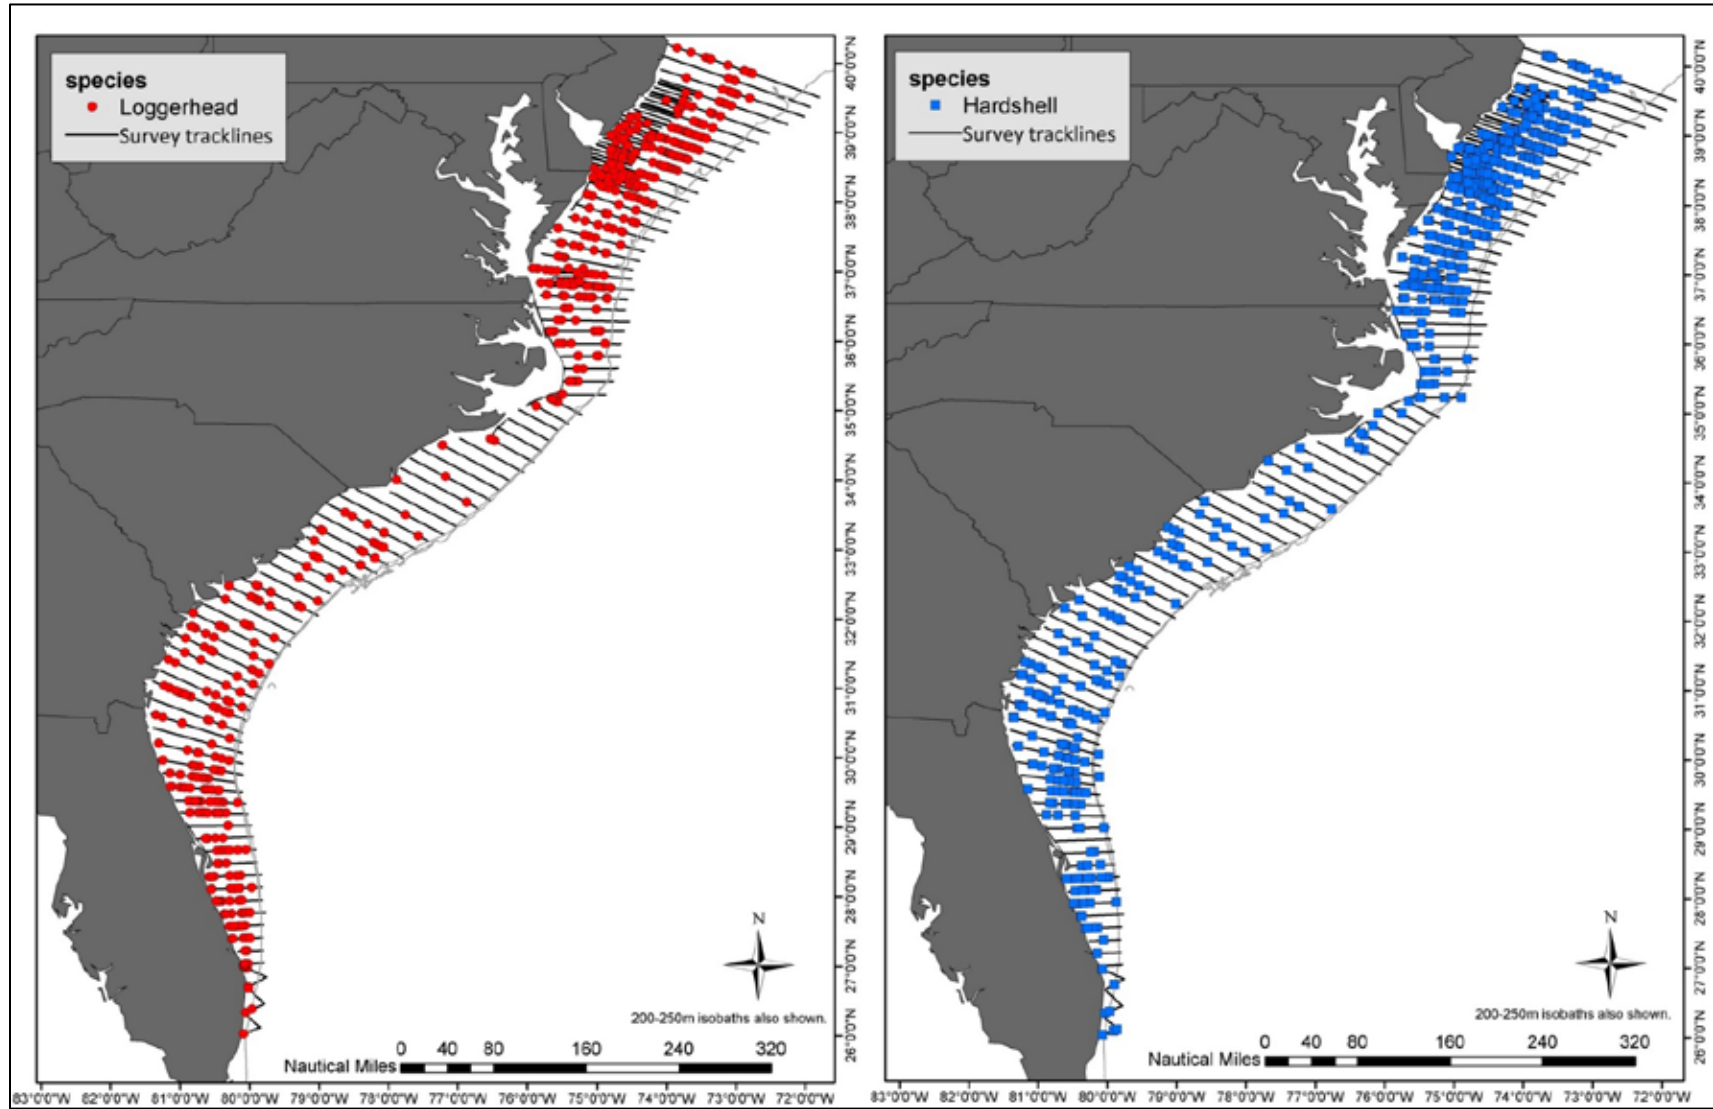 species
Loggerhead
Survey tracklines
40°0'0"N
39°0'0"N
38°0'0"N
37°0'0"N
36°0'0"N
35°0'0"N
34°0'0"N
33°0'0"N
32°0'0"N
31°0'0"N
30°0'0"N
29°0'0"N
28°0'0"N
27°0'0"N
26°0'0"N
N
200-250m isobaths also shown.
0 40 80 160 240 320
Nautical Miles
83°0'0"W 82°0'0"W 81°0'0"W 80°0'0"W 79°0'0"W 78°0'0"W 77°0'0"W 76°0'0"W 75°0'0"W 74°0'0"W 73°0'0"W 72°0'0"W
species
Hardshell
Survey tracklines
40°0'0"N
39°0'0"N
38°0'0"N
37°0'0"N
36°0'0"N
35°0'0"N
34°0'0"N
33°0'0"N
32°0'0"N
31°0'0"N
30°0'0"N
29°0'0"N
28°0'0"N
27°0'0"N
26°0'0"N
N
200-250m isobaths also shown.
0 40 80 160 240 320
Nautical Miles
83°0'0"W 82°0'0"W 81°0'0"W 80°0'0"W 79°0'0"W 78°0'0"W 77°0'0"W 76°0'0"W 75°0'0"W 74°0'0"W 73°0'0"W 72°0'0"W